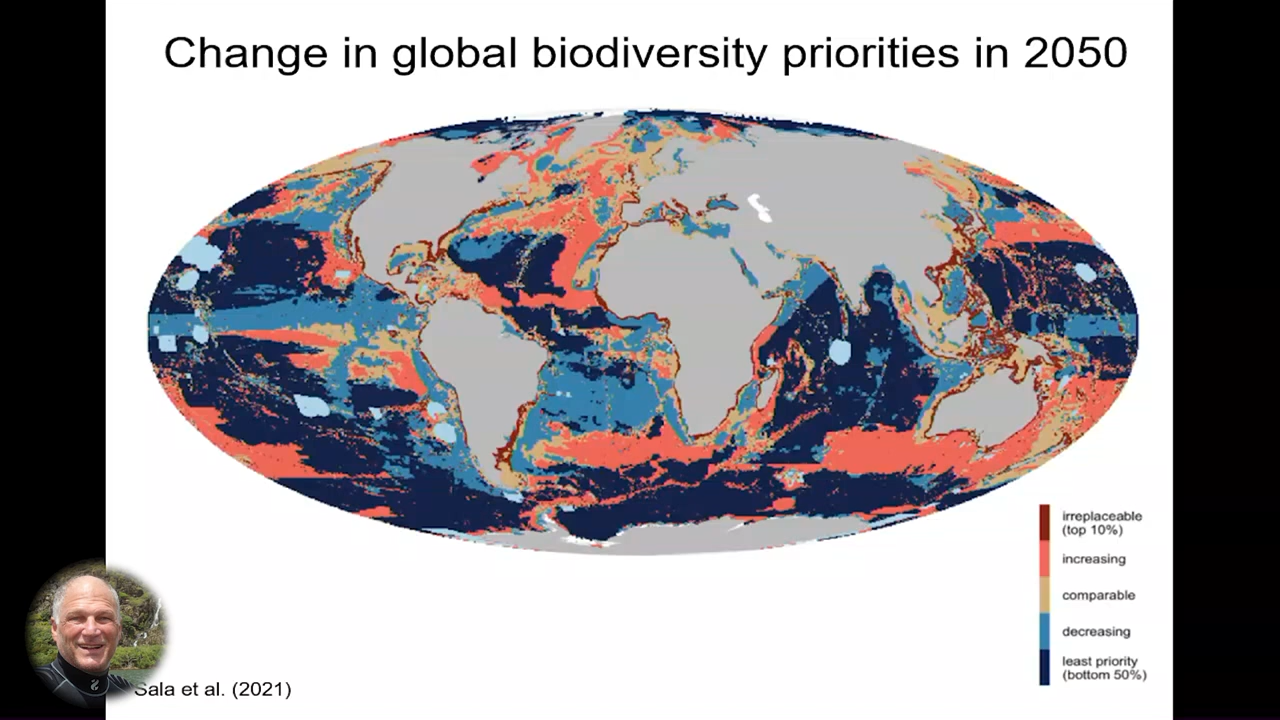 Change in global biodiversity priorities in 2050
irreplaceable
(top 10%)
increasing
comparable
decreasing
least priority
(bottom 50%)
Sala et al. (2021)